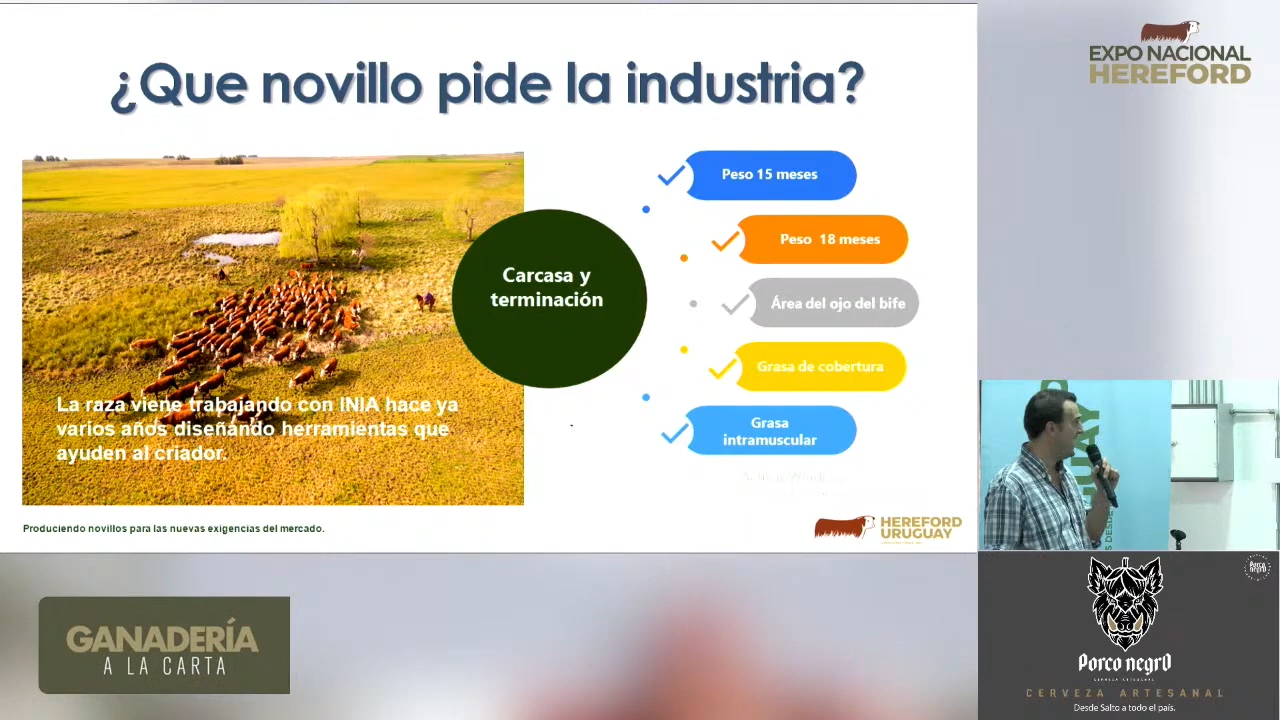 ¿Que novillo pide la industria?
EXPO NACIONAL
HEREFORD
Peso 15 meses
Peso 18 meses
Carcasa y
terminación
Área del ojo del bife
Grasa de cobertura
Grasa
intramuscular
La raza viene trabajando con INIA hace ya
varios años diseñándo herramientas que
ayuden al criador.
Produciendo novillos para las nuevas exigencias del mercado.
HEREFORD
URUGUAY
GANADERÍA
A LA CARTA
Porco negro
CERVEZA ARTESANAL
CERVEZA ARTESANAL
Desde Salto a todo el país.